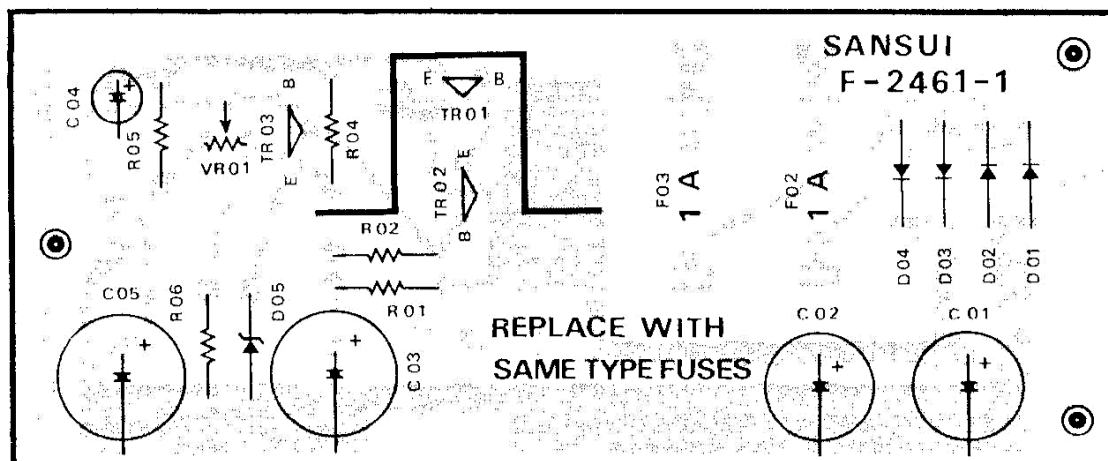 SANSUI
F-2461-1
C04
+
R05
VR01
TR03
B
E
R04
E
B
TR01
TR02
E
B
F03
1A
F02
1A
D04
D03
D02
D01
R02
R01
C05
+
R06
D05
+
C03
REPLACE WITH
SAME TYPE FUSES
C02
+
C01
+